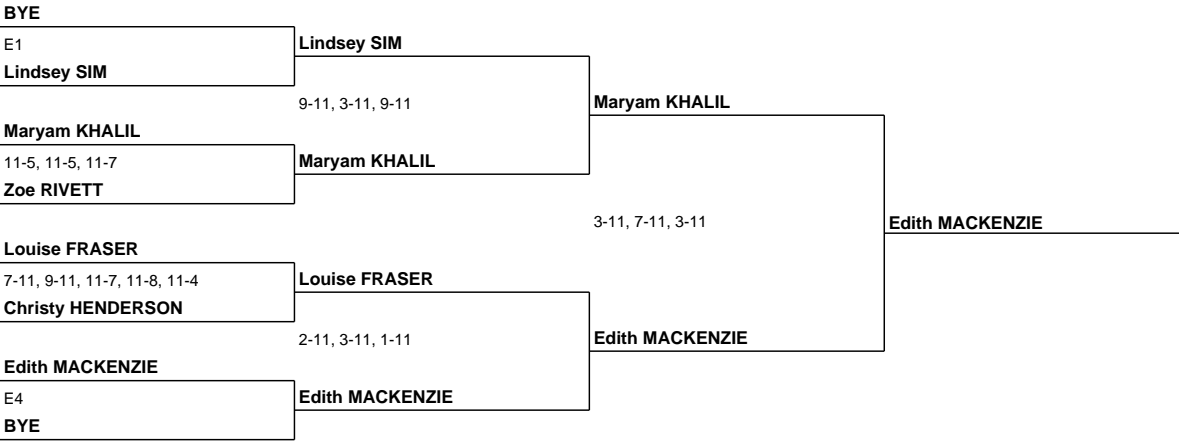 BYE
E1
Lindsey SIM
Lindsey SIM
9-11, 3-11, 9-11
Maryam KHALIL
Maryam KHALIL
11-5, 11-5, 11-7
Maryam KHALIL
Zoe RIVETT
3-11, 7-11, 3-11
Edith MACKENZIE
Louise FRASER
7-11, 9-11, 11-7, 11-8, 11-4
Louise FRASER
Christy HENDERSON
2-11, 3-11, 1-11
Edith MACKENZIE
Edith MACKENZIE
E4
Edith MACKENZIE
BYE